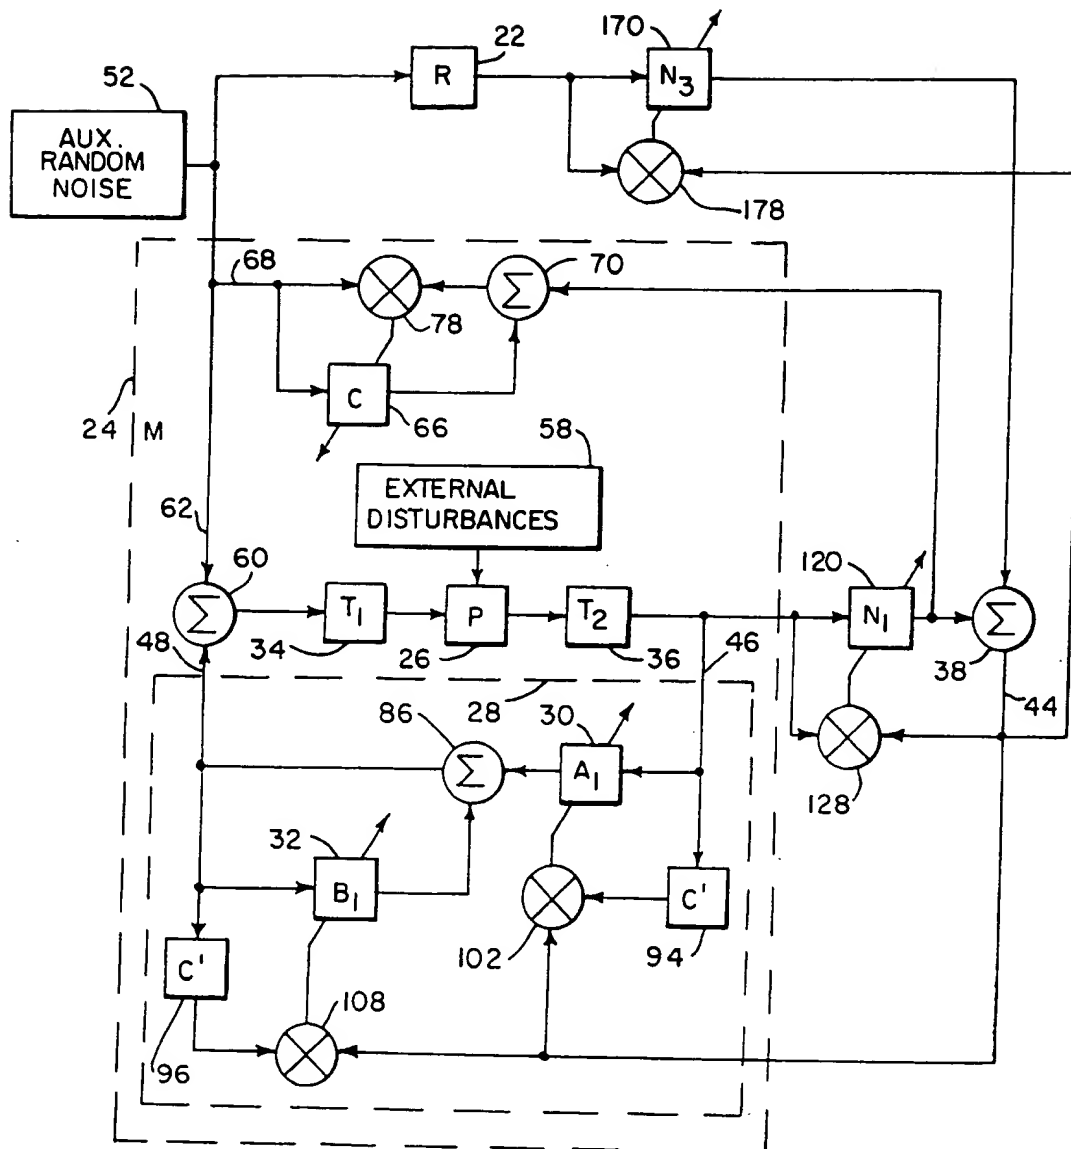 170
22
52
R
N3
AUX.
RANDOM
NOISE
178
68
70
Σ
78
C
24
M
66
58
EXTERNAL
DISTURBANCES
62
60
120
Σ
T1
P
T2
N1
Σ
48
34
26
36
46
38
28
44
86
30
Σ
A1
128
32
B1
C'
102
94
C'
108
96